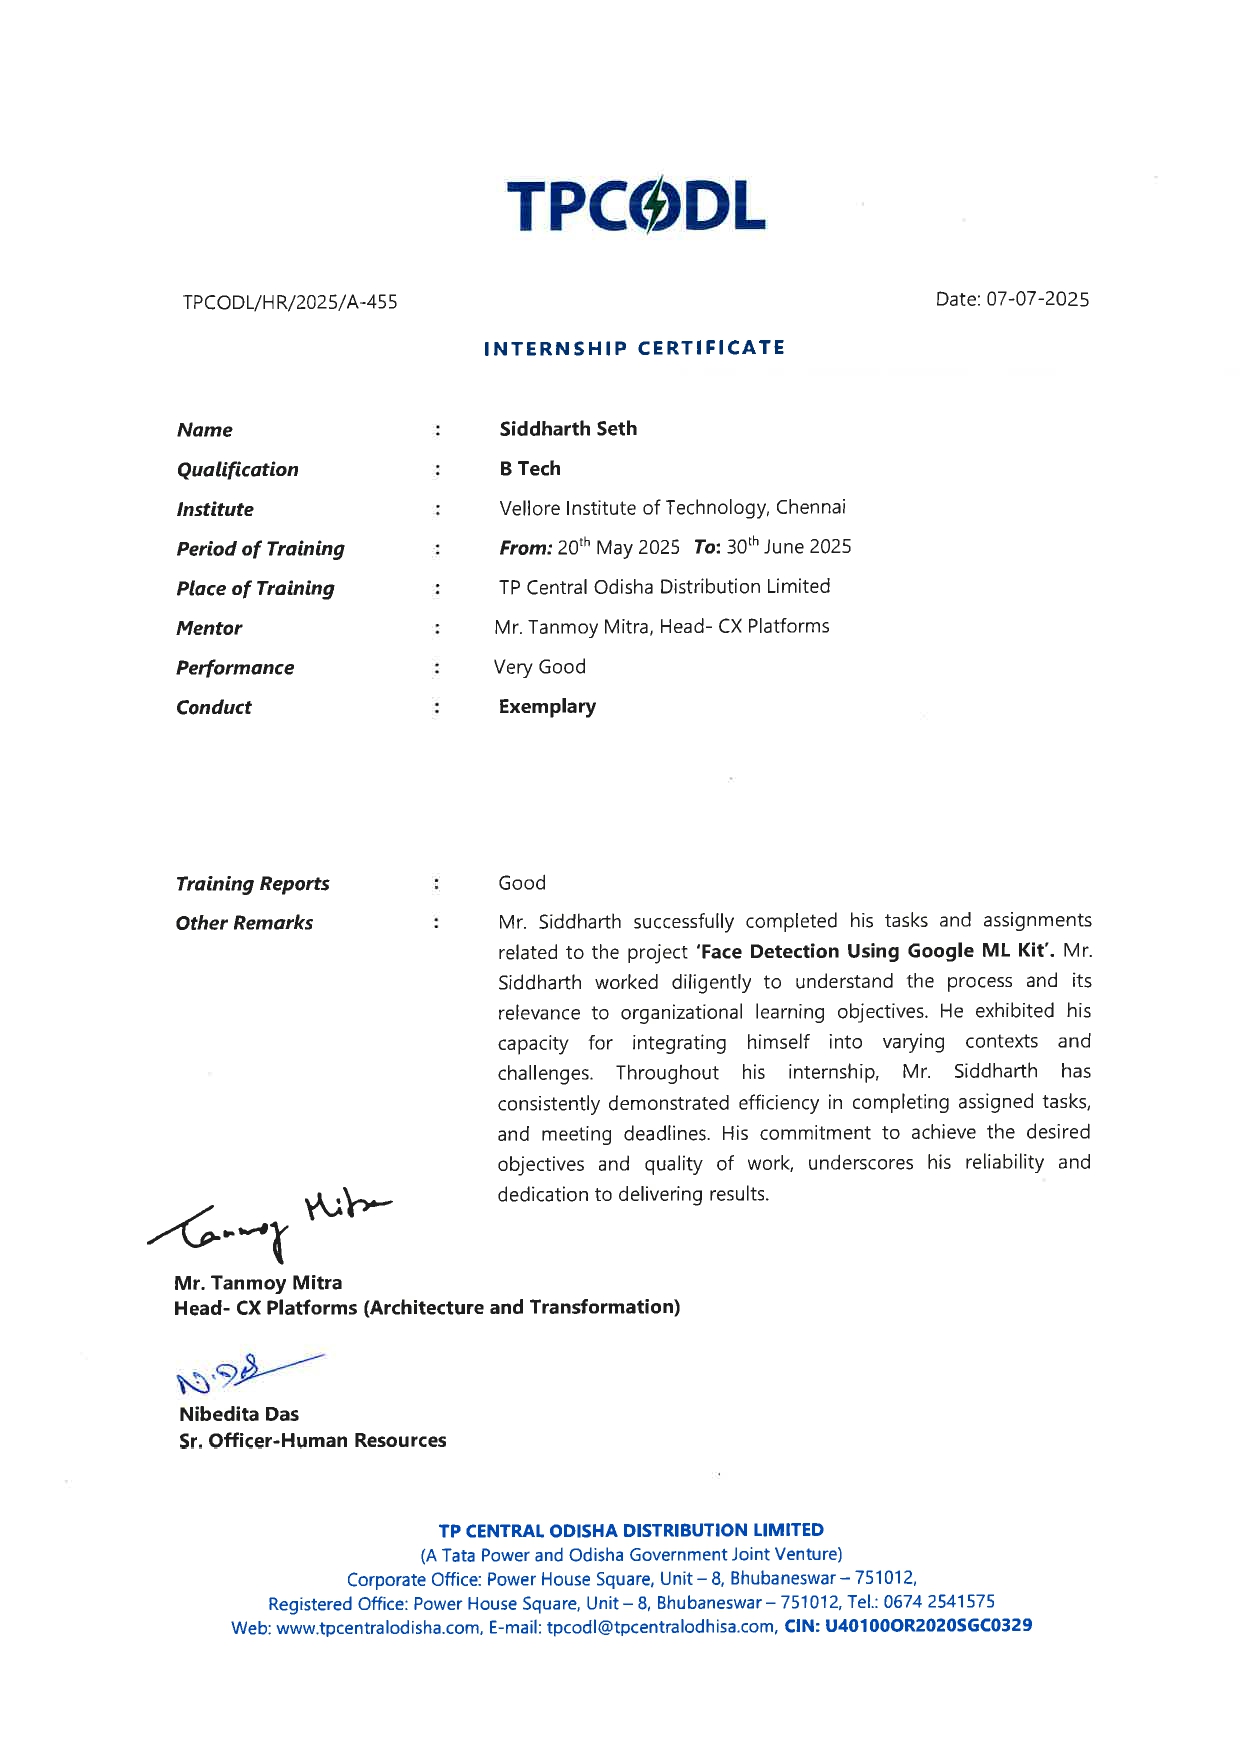 TPCODL
TPCODL/HR/2025/A-455 Date: 07-07-2025
INTERNSHIP CERTIFICATE
Name : Siddharth Seth
Qualification : B Tech
Institute : Vellore Institute of Technology, Chennai
Period of Training : From: 20th May 2025 To: 30th June 2025
Place of Training : TP Central Odisha Distribution Limited
Mentor : Mr. Tanmoy Mitra, Head- CX Platforms
Performance : Very Good
Conduct : Exemplary
Training Reports : Good
Other Remarks : Mr. Siddharth successfully completed his tasks and assignments
related to the project ‘Face Detection Using Google ML Kit’. Mr.
Siddharth worked diligently to understand the process and its
relevance to organizational learning objectives. He exhibited his
capacity for integrating himself into varying contexts and
challenges. Throughout his internship, Mr. Siddharth has
consistently demonstrated efficiency in completing assigned tasks,
and meeting deadlines. His commitment to achieve the desired
objectives and quality of work, underscores his reliability and
dedication to delivering results.
Tanmoy Mitra
Mr. Tanmoy Mitra
Head- CX Platforms (Architecture and Transformation)
N.DS
Nibedita Das
Sr. Officer-Human Resources
TP CENTRAL ODISHA DISTRIBUTION LIMITED
(A Tata Power and Odisha Government Joint Venture)
Corporate Office: Power House Square, Unit – 8, Bhubaneswar – 751012,
Registered Office: Power House Square, Unit – 8, Bhubaneswar – 751012, Tel.: 0674 2541575
Web: www.tpcentralodisha.com, E-mail: tpcodl@tpcentralodhisa.com, CIN: U40100OR2020SGC0329